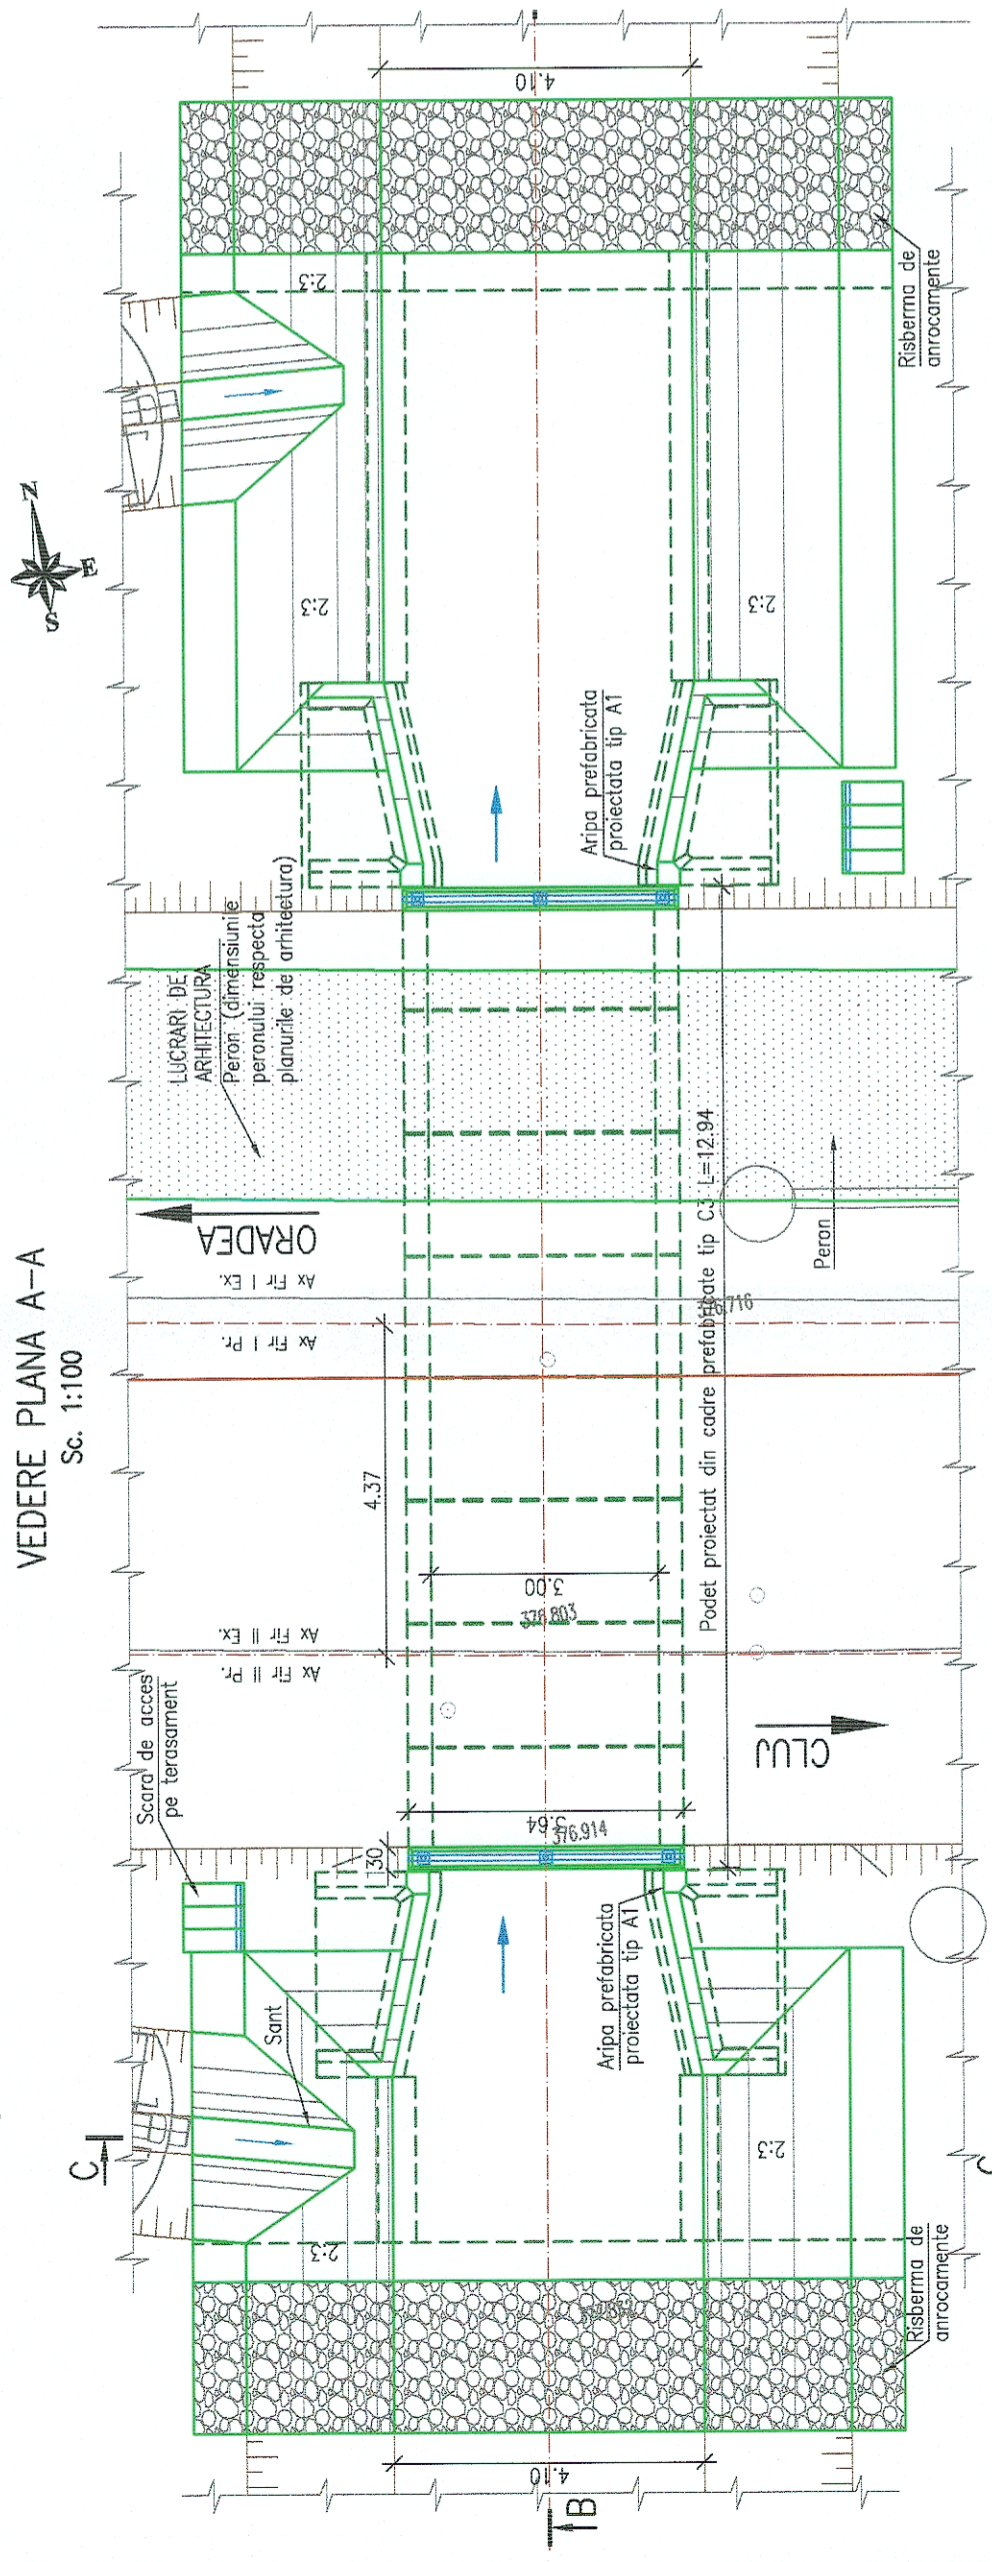 VEDERE PLANA A-A
Sc. 1:100
N
E
S
C
B
4.10
Risberma de
anrocamente
Sant
2:3
2:3
Aripa prefabricata
proiectata tip A1
Scara de acces
pe terasament
130
3.64
376.914
CLUJ
Ax Fir II Pr.
Ax Fir II Ex.
3.00
4.37
Podet proiectat din cadre prefabricate tip C3 L=12.94
Ax Fir I Pr.
Ax Fir I Ex.
ORADEA
Peron
LUCRARI DE
ARHITECTURA
Peron (dimensiunile
peronului respecta
planurile de arhitectura)
Aripa prefabricata
proiectata tip A1
2:3
2:3
2:3
Risberma de
anrocamente
4.10